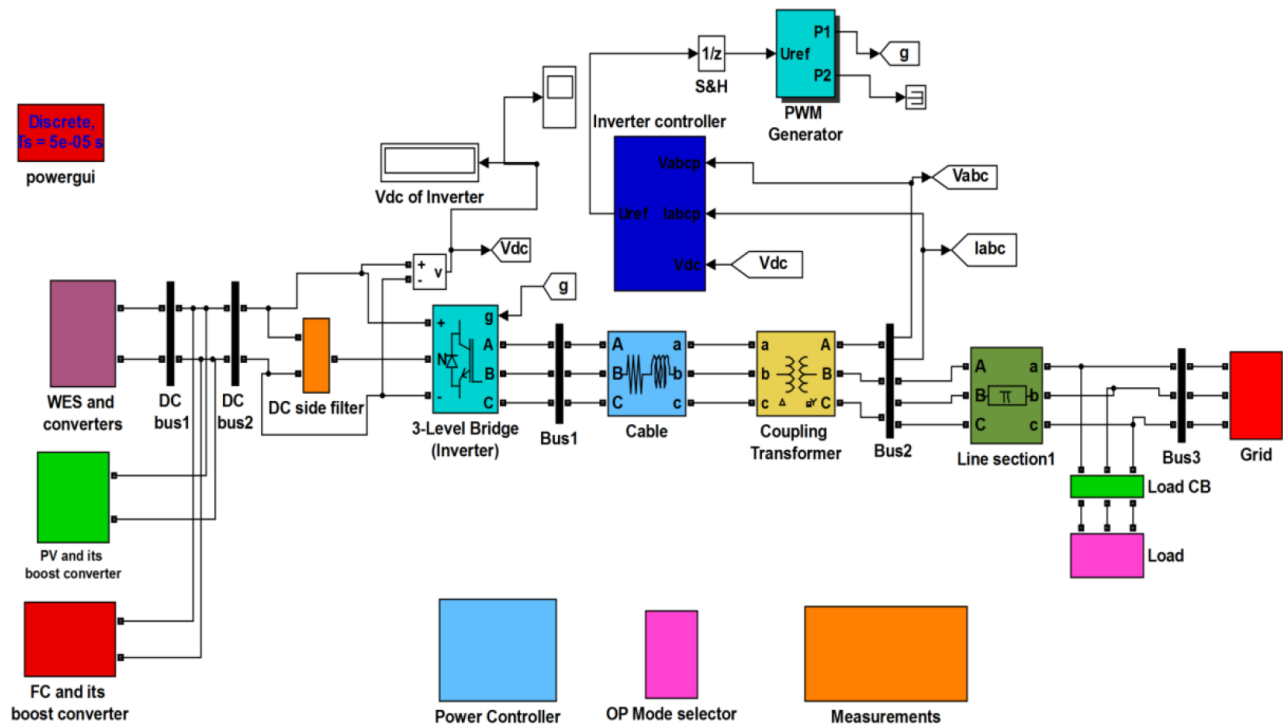 P1
Uref
P2
g
1/z
S&H
PWM
Generator
Discrete,
Ts = 5e-05 s
powergui
Vdc of Inverter
Inverter controller
Vabcp
Uref
Iabcp
Vdc
Vabc
Iabc
Vdc
+
-
v
Vdc
g
WES and
converters
DC
bus1
DC
bus2
DC side filter
g
+
N
-
A
B
C
3-Level Bridge
(Inverter)
Bus1
A
B
C
a
b
c
Cable
a
b
c
A
B
C
Δ
Coupling
Transformer
Bus2
A
B
C
π
a
b
c
Line section1
Bus3
Grid
Load CB
Load
PV and its
boost converter
FC and its
boost converter
Power Controller
OP Mode selector
Measurements